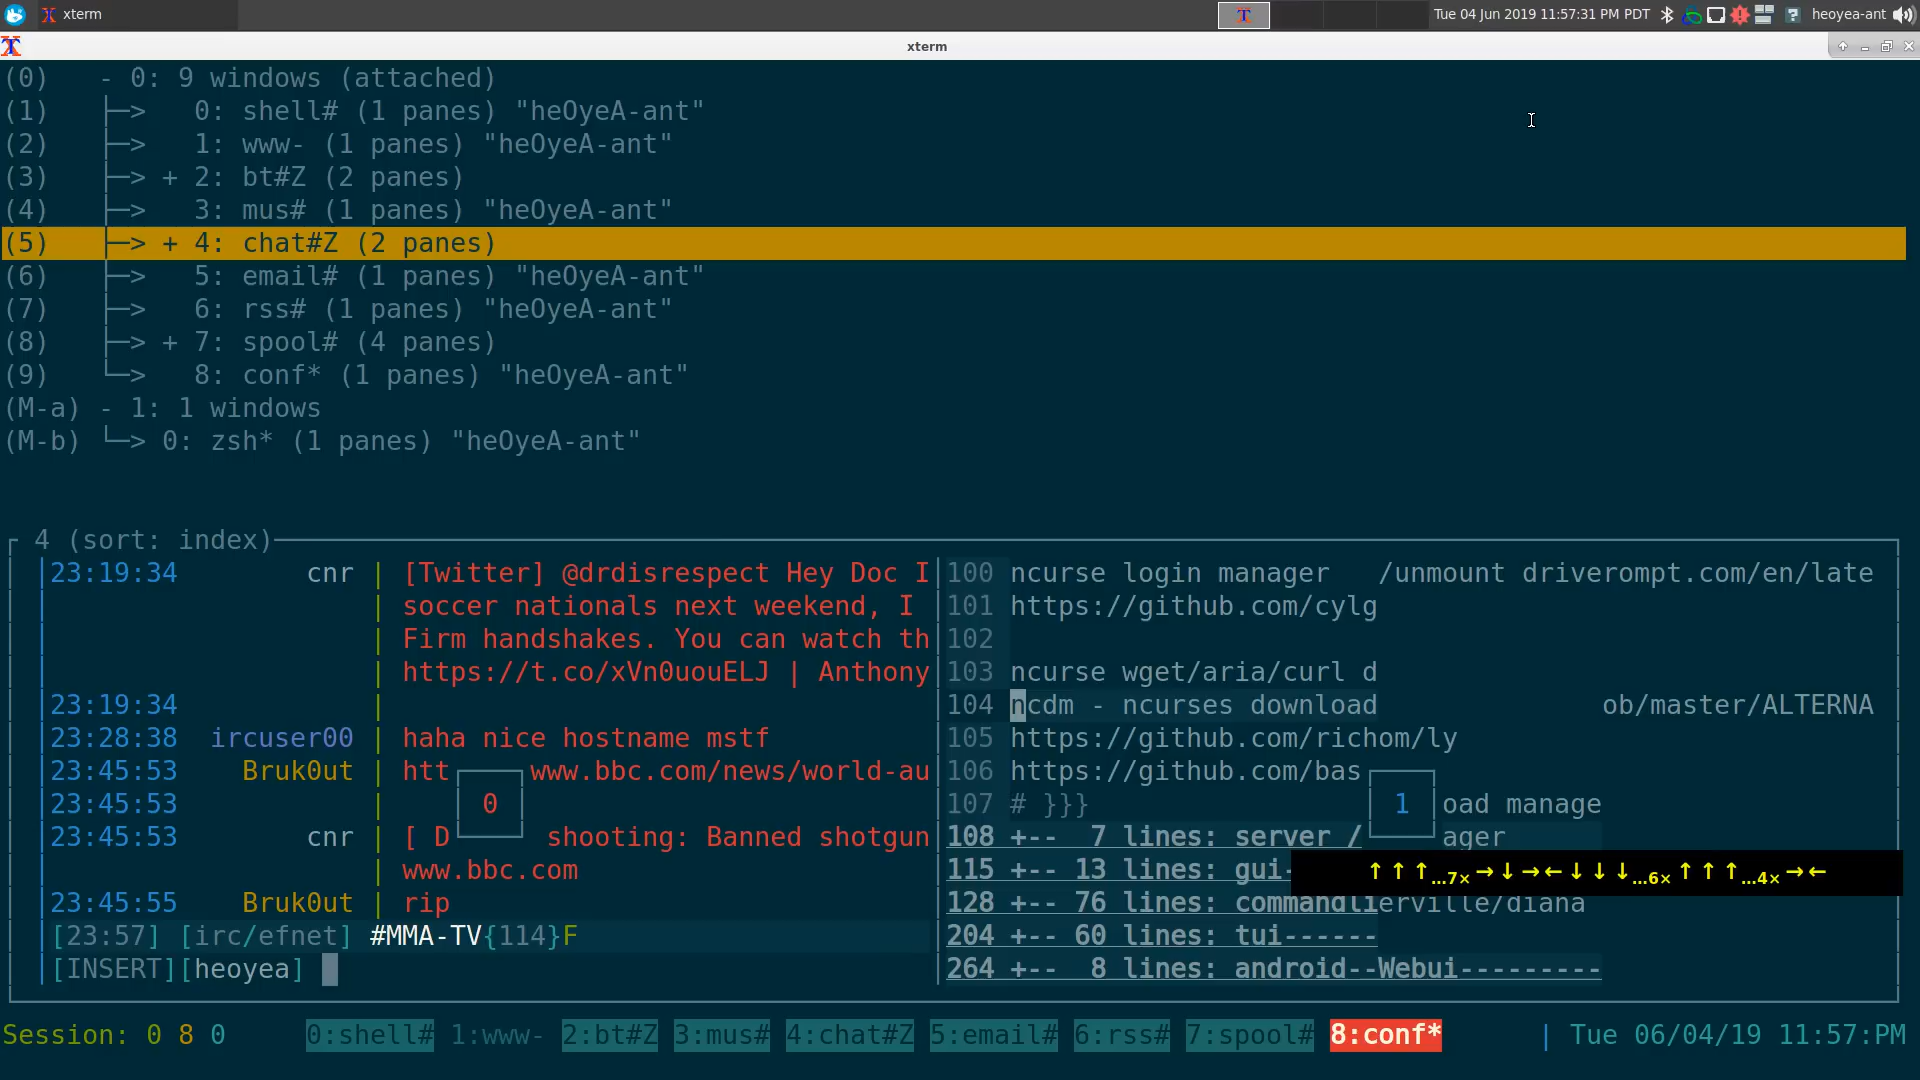 xterm
Tue 04 Jun 2019 11:57:31 PM PDT
heoyea-ant
xterm
(0) - 0: 9 windows (attached)
(1) ├─> 0: shell# (1 panes) "heOyeA-ant"
(2) ├─> 1: www- (1 panes) "heOyeA-ant"
(3) ├─> + 2: bt#Z (2 panes)
(4) ├─> 3: mus# (1 panes) "heOyeA-ant"
(5) ├─> + 4: chat#Z (2 panes)
(6) ├─> 5: email# (1 panes) "heOyeA-ant"
(7) ├─> 6: rss# (1 panes) "heOyeA-ant"
(8) ├─> + 7: spool# (4 panes)
(9) └─> 8: conf* (1 panes) "heOyeA-ant"
(M-a) - 1: 1 windows
(M-b) └─> 0: zsh* (1 panes) "heOyeA-ant"
4 (sort: index)
23:19:34 cnr | [Twitter] @drdisrespect Hey Doc I
| soccer nationals next weekend, I
| Firm handshakes. You can watch th
| https://t.co/xVn0uouELJ | Anthony
23:19:34 |
23:28:38 ircuser00 | haha nice hostname mstf
23:45:53 Bruk0ut | htt www.bbc.com/news/world-au
23:45:53 | 0
23:45:53 cnr | [ D shooting: Banned shotgun
| www.bbc.com
23:45:55 Bruk0ut | rip
[23:57] [irc/efnet] #MMA-TV{114}F
[INSERT][heoyea]
100 ncurse login manager /unmount driverompt.com/en/late
101 https://github.com/cylg
102
103 ncurse wget/aria/curl d
104 ncdm - ncurses download ob/master/ALTERNA
105 https://github.com/richom/ly
106 https://github.com/bas
107 # }}} 1 oad manage
108 +-- 7 lines: server / ager
115 +-- 13 lines: gui-
↑↑↑…7×→↓→←↓↓↓…6×↑↑↑…4×→←
128 +-- 76 lines: commandlierville/diana
204 +-- 60 lines: tui------
264 +-- 8 lines: android--Webui---------
Session: 0 8 0 0:shell# 1:www- 2:bt#Z 3:mus# 4:chat#Z 5:email# 6:rss# 7:spool# 8:conf* | Tue 06/04/19 11:57:PM